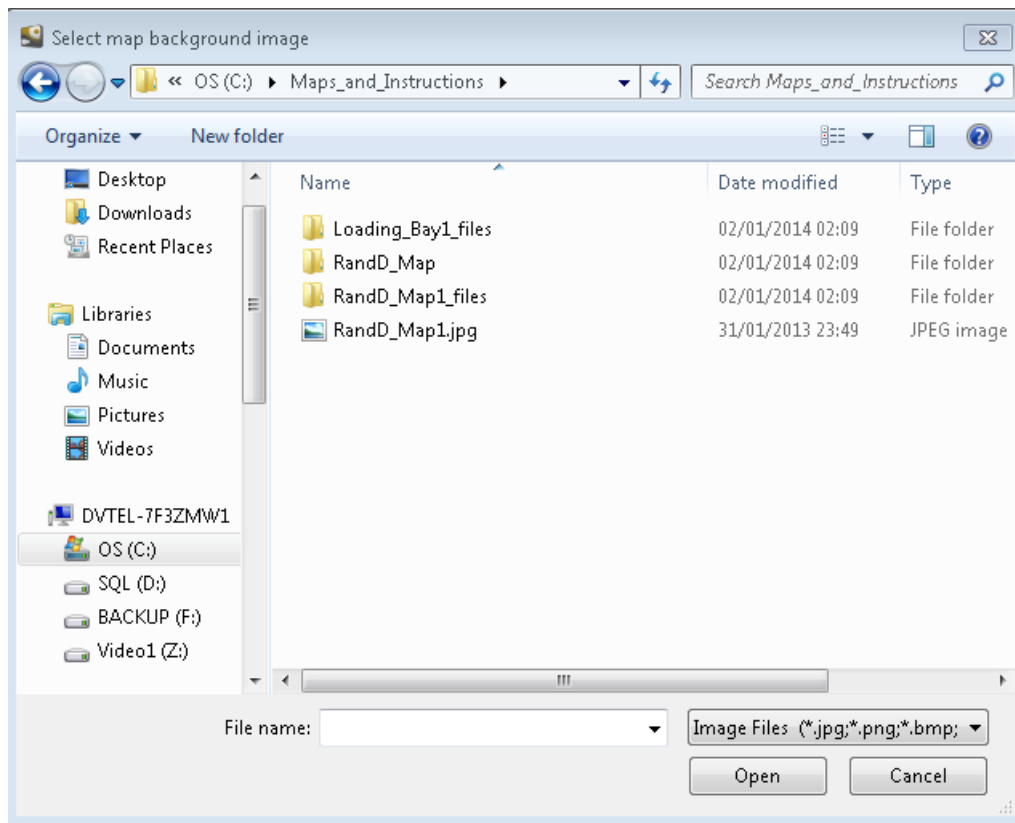 Select map background image
« OS (C:) Maps_and_Instructions Search Maps_and_Instructions
Organize New folder
Desktop
Downloads
Recent Places
Libraries
Documents
Music
Pictures
Videos
DVTEL-7F3ZMW1
OS (C:)
SQL (D:)
BACKUP (F:)
Video1 (Z:)
Name Date modified Type
Loading_Bay1_files 02/01/2014 02:09 File folder
RandD_Map 02/01/2014 02:09 File folder
RandD_Map1_files 02/01/2014 02:09 File folder
RandD_Map1.jpg 31/01/2013 23:49 JPEG image
File name: Image Files (*.jpg;*.png;*.bmp;
Open Cancel